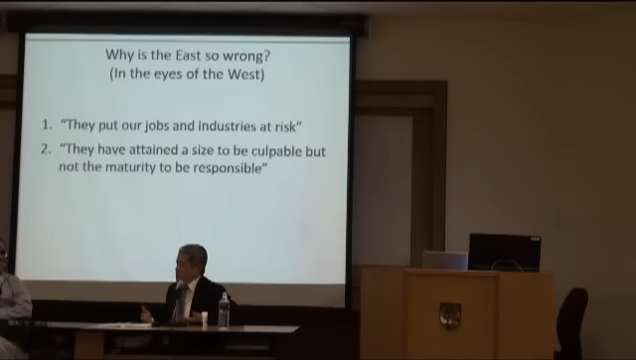 Why is the East so wrong?
(In the eyes of the West)
1. "They put our jobs and industries at risk"
2. "They have attained a size to be culpable but
not the maturity to be responsible"